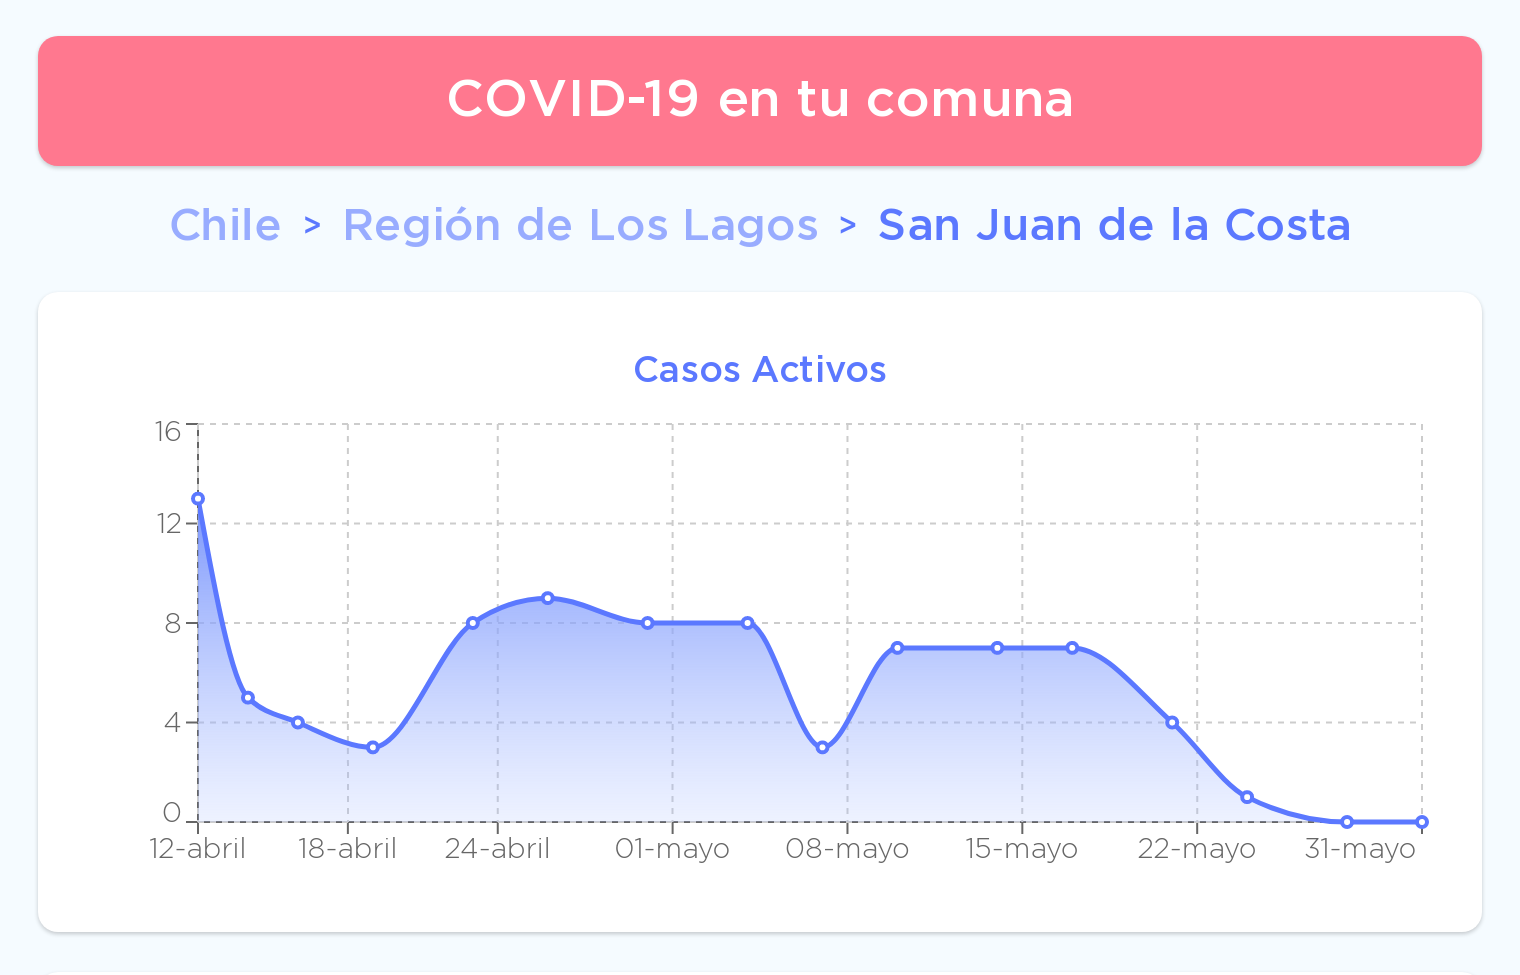 COVID-19 en tu comuna
Chile > Región de Los Lagos > San Juan de la Costa
Casos Activos
16
12
8
4
0
12-abril 18-abril 24-abril 01-mayo 08-mayo 15-mayo 22-mayo 31-mayo